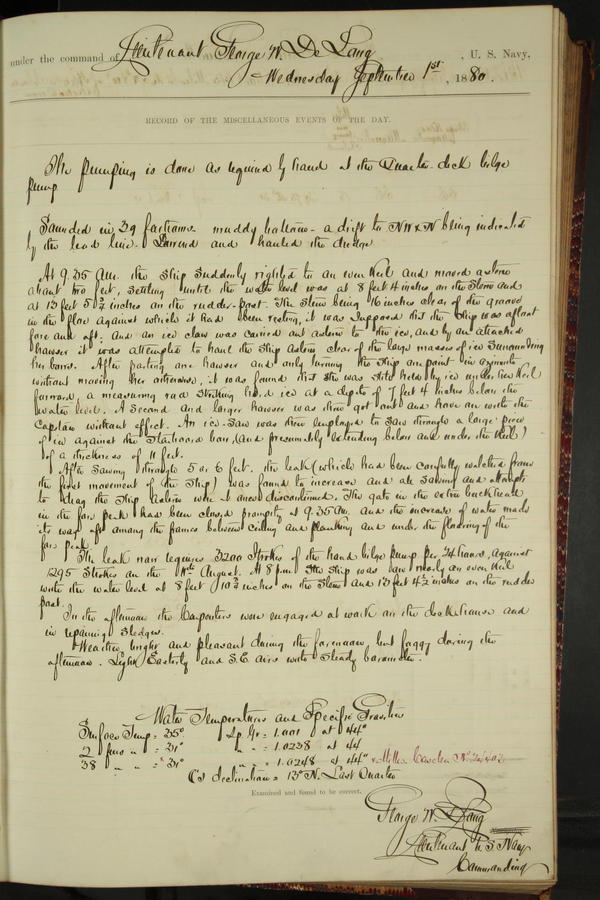 under the command of Lieutenant George W. De Long, U. S. Navy,
Wednesday September 1st, 1880.
RECORD OF THE MISCELLANEOUS EVENTS OF THE DAY.
The pumping is done as required by hand at the Quarter-deck bilge
pump
Sounded in 29 fathoms - muddy bottom - a drift to NW x N being indicated
by the lead line. Lowered and hauled the dredge
At 9.35 A.M. the Ship suddenly righted to an even keel and moved astern
about two feet, settling until the water level was at 8 feet 4 inches on the Stem and
at 13 feet 5 3/4 inches on the rudder-post. The Stem being 16 inches clear of the groove
in the floe against which it had been resting, it was supposed that the Ship was afloat
fore and aft: and an ice claw was carried out astern to the ice, and by an attached
hawser it was attempted to haul the Ship astern clear of the large masses of ice surrounding
her bows. After parting one hawser and only turning the Ship one point in azimuth
without moving her otherwise, it was found that She was still held by ice under her keel
forward, a measuring rod striking hard ice at a depth of 7 feet 4 inches below the
water level. A second and larger hawser was then got out and hove on with the
Capstan without effect. An ice-saw was then employed to saw through a large piece
of ice against the Starboard bow, (and presumably extending below and under the keel)
of a thickness of 11 feet.
After sawing through 5 or 6 feet, the leak (which had been carefully watched from
the first movement of the Ship) was found to increase and all sawing and attempts
to drag the Ship astern were at once discontinued. The gate in the extra bulkhead
in the fore peak had been closed promptly at 9.35 AM, and the increase of water made
its way aft among the frames between ceiling and planking and under the flooring of the
fore peak.
The leak now requires 3200 Strokes of the hand bilge pump per 24 hours, against
1295 Strokes on the August. At 8 p.m. the Ship was on nearly an even keel
with the water level at 8 feet 10 3/4 inches on the Stem and 13 feet 4 1/2 inches on the rudder
post.
In the afternoon the Carpenters were engaged at work on the deck house and
in repairing sledges.
Weather bright and pleasant during the forenoon but foggy during the
afternoon. Light Easterly and S.E. airs with Steady barometer.
Water Temperatures and Specific Gravities
Surface Temp = 35° Sp. Gr = 1.001 at 44°
2 fms " = 31° " " = 1.0238 at 44
28 " " = 31° " " = 1.0248 at 44° x Miller Casella No
C's declination = 15° N. Last Quarter
Examined and found to be correct.
George W. De Long
Lieutenant U. S Navy
Commanding